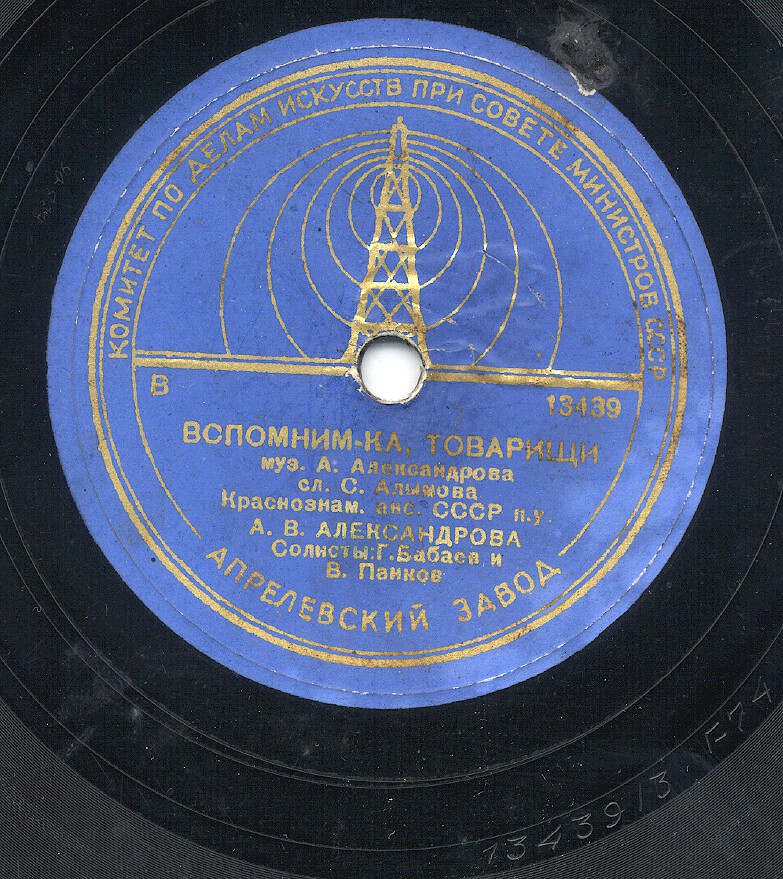 КОМИТЕТ ПО ДЕЛАМ ИСКУССТВ ПРИ СОВЕТЕ МИНИСТРОВ СССР
В
13439
ВСПОМНИМ-КА, ТОВАРИЩИ
муз. А. Александрова
сл. С. Алымова
Краснознам. анс. СССР п.у.
А. В. АЛЕКСАНДРОВА
Солисты: Г. Бабаев и
В. Панков
АПРЕЛЕВСКИЙ ЗАВОД
13439/3 Г-74